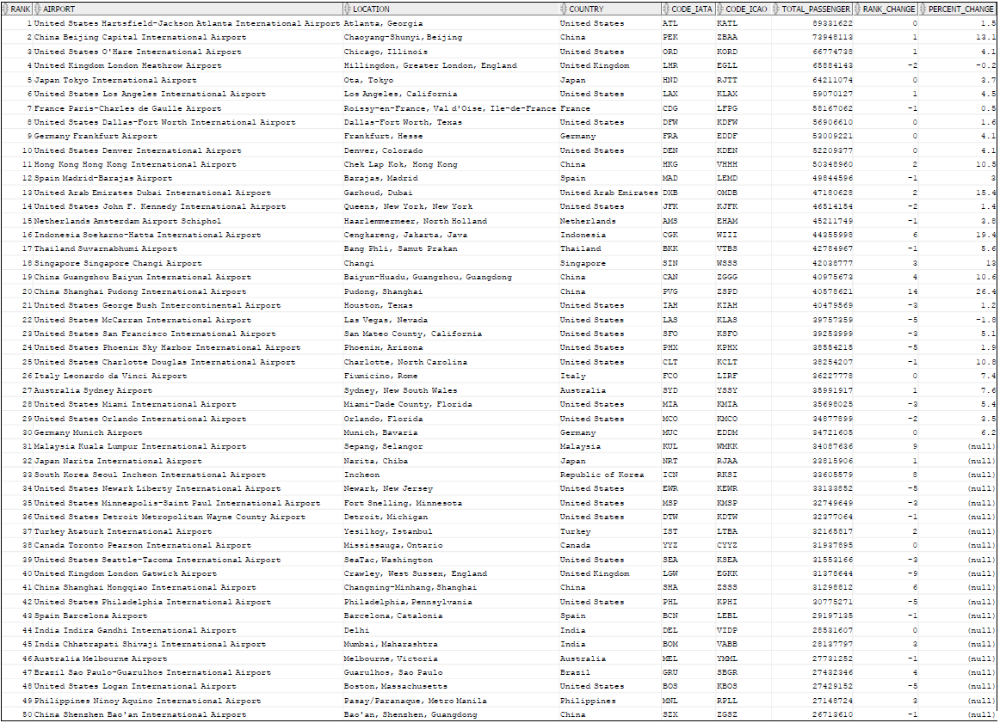 RANK AIRPORT LOCATION COUNTRY CODE_IATA CODE_ICAO TOTAL_PASSENGER RANK_CHANGE PERCENT_CHANGE
1 United States Hartsfield-Jackson Atlanta International Airport Atlanta, Georgia United States ATL KATL 89331622 0 1.5
2 China Beijing Capital International Airport Chaoyang-Shunyi, Beijing China PEK ZBAA 73948113 1 13.1
3 United States O'Hare International Airport Chicago, Illinois United States ORD KORD 66774738 1 4.1
4 United Kingdom London Heathrow Airport Hillingdon, Greater London, England United Kingdom LHR EGLL 65884143 -2 -0.2
5 Japan Tokyo International Airport Ota, Tokyo Japan HND RJTT 64211074 0 3.7
6 United States Los Angeles International Airport Los Angeles, California United States LAX KLAX 59070127 1 4.5
7 France Paris-Charles de Gaulle Airport Roissy-en-France, Val d'Oise, Ile-de-France France CDG LFPG 58167062 -1 0.5
8 United States Dallas-Fort Worth International Airport Dallas-Fort Worth, Texas United States DFW KDFW 56906610 0 1.6
9 Germany Frankfurt Airport Frankfurt, Hesse Germany FRA EDDF 53009221 0 4.1
10 United States Denver International Airport Denver, Colorado United States DEN KDEN 52209377 0 4.1
11 Hong Kong Hong Kong International Airport Chek Lap Kok, Hong Kong China HKG VHHH 50348960 2 10.5
12 Spain Madrid-Barajas Airport Barajas, Madrid Spain MAD LEMD 49844596 -1 3
13 United Arab Emirates Dubai International Airport Garhoud, Dubai United Arab Emirates DXB OMDB 47180628 2 15.4
14 United States John F. Kennedy International Airport Queens, New York, New York United States JFK KJFK 46514154 -2 1.4
15 Netherlands Amsterdam Airport Schiphol Haarlemmermeer, North Holland Netherlands AMS EHAM 45211749 -1 3.8
16 Indonesia Soekarno-Hatta International Airport Cengkareng, Jakarta, Java Indonesia CGK WIII 44355998 6 19.4
17 Thailand Suvarnabhumi Airport Bang Phli, Samut Prakan Thailand BKK VTBS 42784967 -1 5.6
18 Singapore Singapore Changi Airport Changi Singapore SIN WSSS 42038777 3 13
19 China Guangzhou Baiyun International Airport Baiyun-Huadu, Guangzhou, Guangdong China CAN ZGGG 40975673 4 10.6
20 China Shanghai Pudong International Airport Pudong, Shanghai China PVG ZSPD 40578621 14 26.4
21 United States George Bush Intercontinental Airport Houston, Texas United States IAH KIAH 40479569 -3 1.2
22 United States McCarran International Airport Las Vegas, Nevada United States LAS KLAS 39757359 -5 -1.8
23 United States San Francisco International Airport San Mateo County, California United States SFO KSFO 39253999 -3 5.1
24 United States Phoenix Sky Harbor International Airport Phoenix, Arizona United States PHX KPHX 38554215 -5 1.9
25 United States Charlotte Douglas International Airport Charlotte, North Carolina United States CLT KCLT 38254207 -1 10.8
26 Italy Leonardo da Vinci Airport Fiumicino, Rome Italy FCO LIRF 36227778 0 7.4
27 Australia Sydney Airport Sydney, New South Wales Australia SYD YSSY 35991917 1 7.6
28 United States Miami International Airport Miami-Dade County, Florida United States MIA KMIA 35698025 -3 5.4
29 United States Orlando International Airport Orlando, Florida United States MCO KMCO 34877899 -2 3.5
30 Germany Munich Airport Munich, Bavaria Germany MUC EDDM 34721605 0 6.2
31 Malaysia Kuala Lumpur International Airport Sepang, Selangor Malaysia KUL WMKK 34087636 9 (null)
32 Japan Narita International Airport Narita, Chiba Japan NRT RJAA 33815906 1 (null)
33 South Korea Seoul Incheon International Airport Incheon Republic of Korea ICN RKSI 33605579 8 (null)
34 United States Newark Liberty International Airport Newark, New Jersey United States EWR KEWR 33133852 -5 (null)
35 United States Minneapolis-Saint Paul International Airport Fort Snelling, Minnesota United States MSP KMSP 32749649 -3 (null)
36 United States Detroit Metropolitan Wayne County Airport Detroit, Michigan United States DTW KDTW 32377064 -1 (null)
37 Turkey Ataturk International Airport Yesilkoy, Istanbul Turkey IST LTBA 32165817 2 (null)
38 Canada Toronto Pearson International Airport Mississauga, Ontario Canada YYZ CYYZ 31937895 0 (null)
39 United States Seattle-Tacoma International Airport SeaTac, Washington United States SEA KSEA 31553166 -3 (null)
40 United Kingdom London Gatwick Airport Crawley, West Sussex, England United Kingdom LGW EGKK 31378644 -9 (null)
41 China Shanghai Hongqiao International Airport Changning-Minhang, Shanghai China SHA ZSSS 31298812 6 (null)
42 United States Philadelphia International Airport Philadelphia, Pennsylvania United States PHL KPHI 30775271 -5 (null)
43 Spain Barcelona Airport Barcelona, Catalonia Spain BCN LEBL 29197135 -1 (null)
44 India Indira Gandhi International Airport Delhi India DEL VIDP 28531607 0 (null)
45 India Chhatrapati Shivaji International Airport Mumbai, Maharashtra India BOM VABB 28137797 3 (null)
46 Australia Melbourne Airport Melbourne, Victoria Australia MEL YMML 27731252 -1 (null)
47 Brazil Sao Paulo-Guarulhos International Airport Guarulhos, Sao Paulo Brazil GRU SBGR 27432346 4 (null)
48 United States Logan International Airport Boston, Massachusetts United States BOS KBOS 27429152 -5 (null)
49 Philippines Ninoy Aquino International Airport Pasay/Paranaque, Metro Manila Philippines MNL RPLL 27148724 3 (null)
50 China Shenzhen Bao'an International Airport Bao'an, Shenzhen, Guangdong China SZX ZGSZ 26713610 -1 (null)